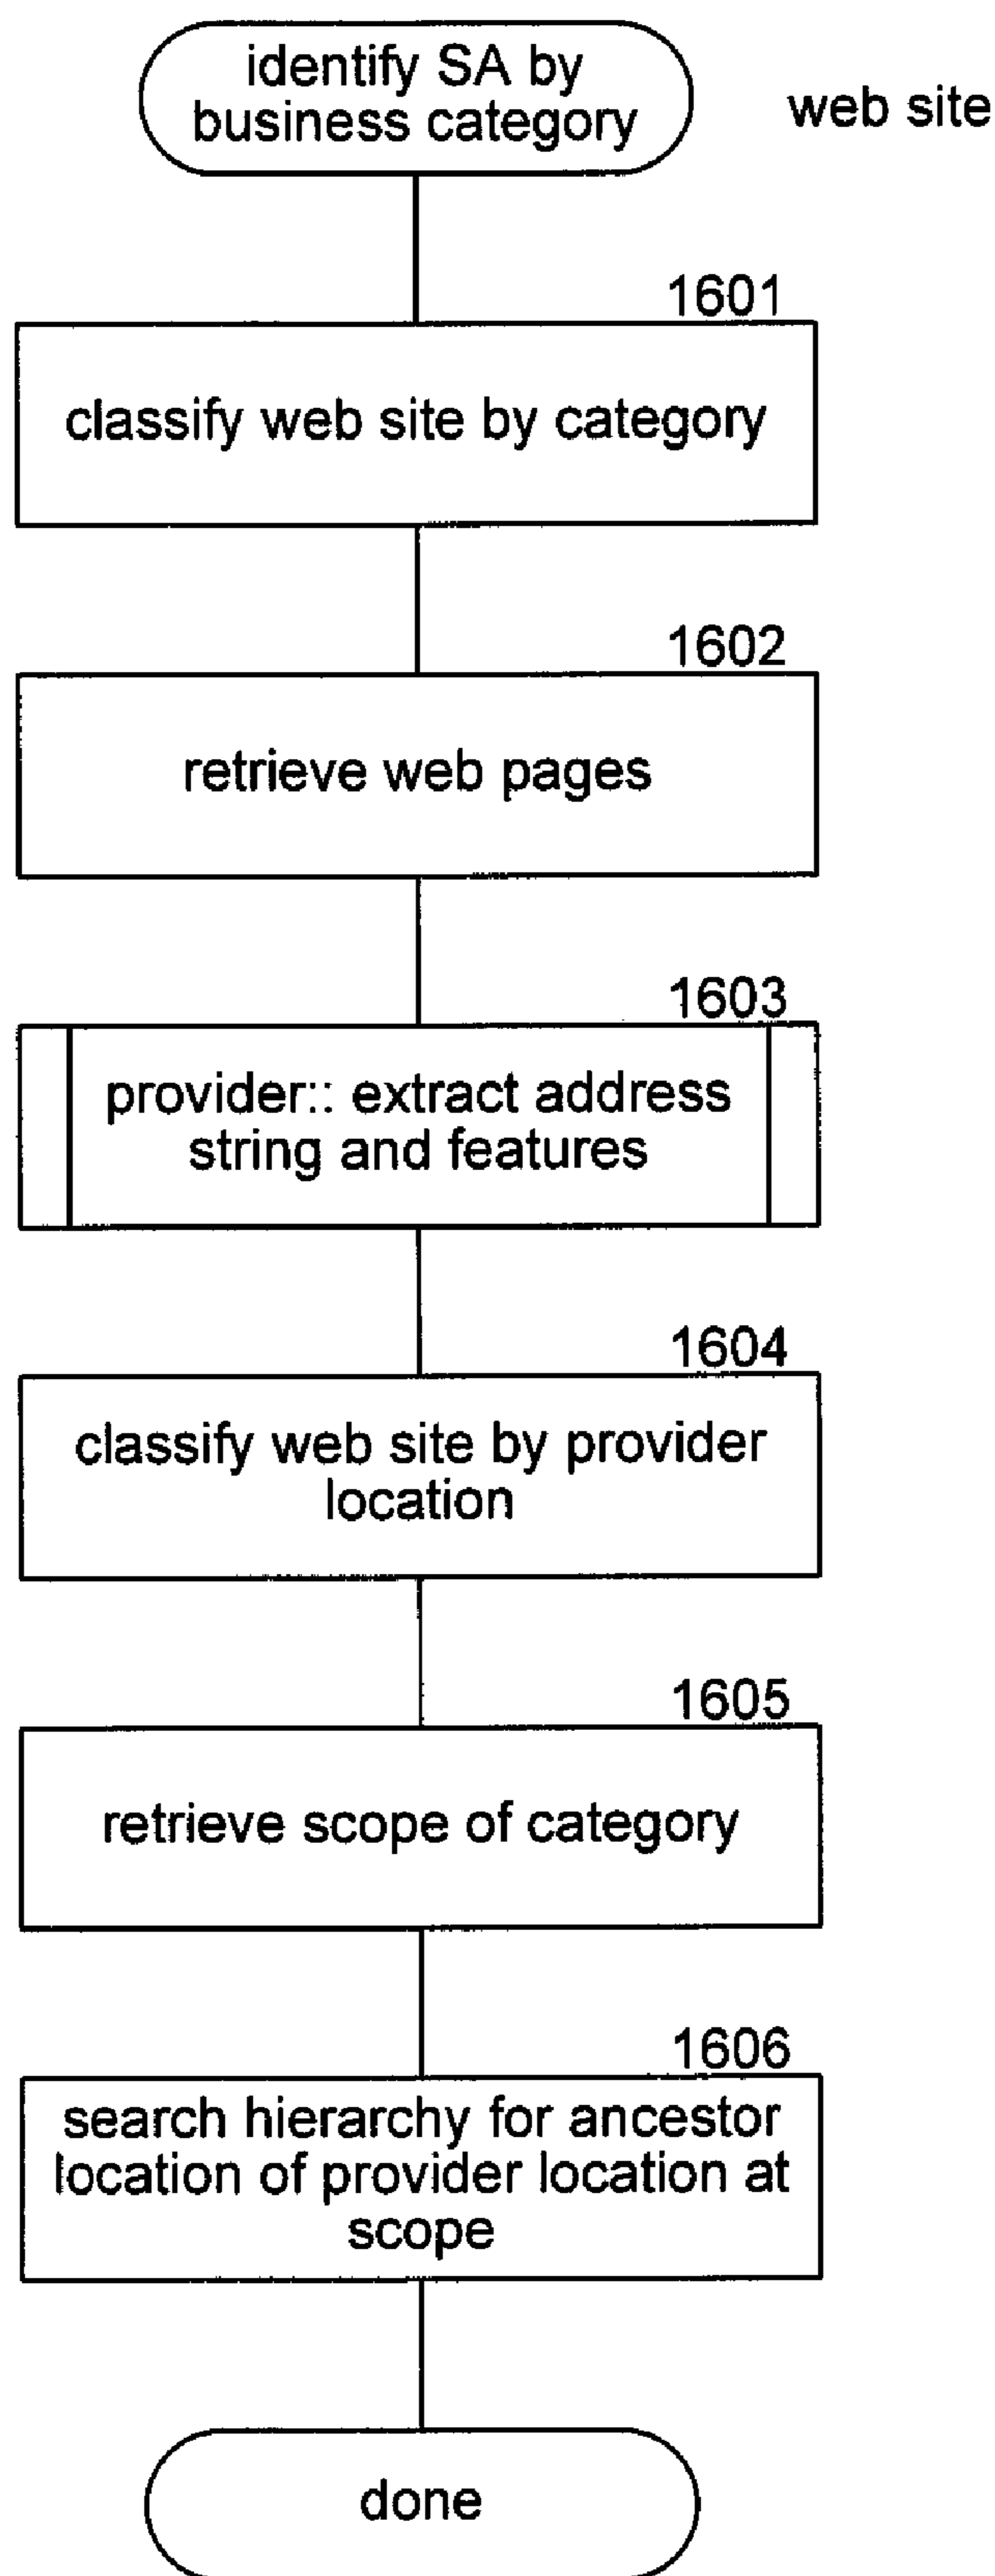 identify SA by
business category
web site
1601
classify web site by category
1602
retrieve web pages
1603
provider:: extract address
string and features
1604
classify web site by provider
location
1605
retrieve scope of category
1606
search hierarchy for ancestor
location of provider location at
scope
done